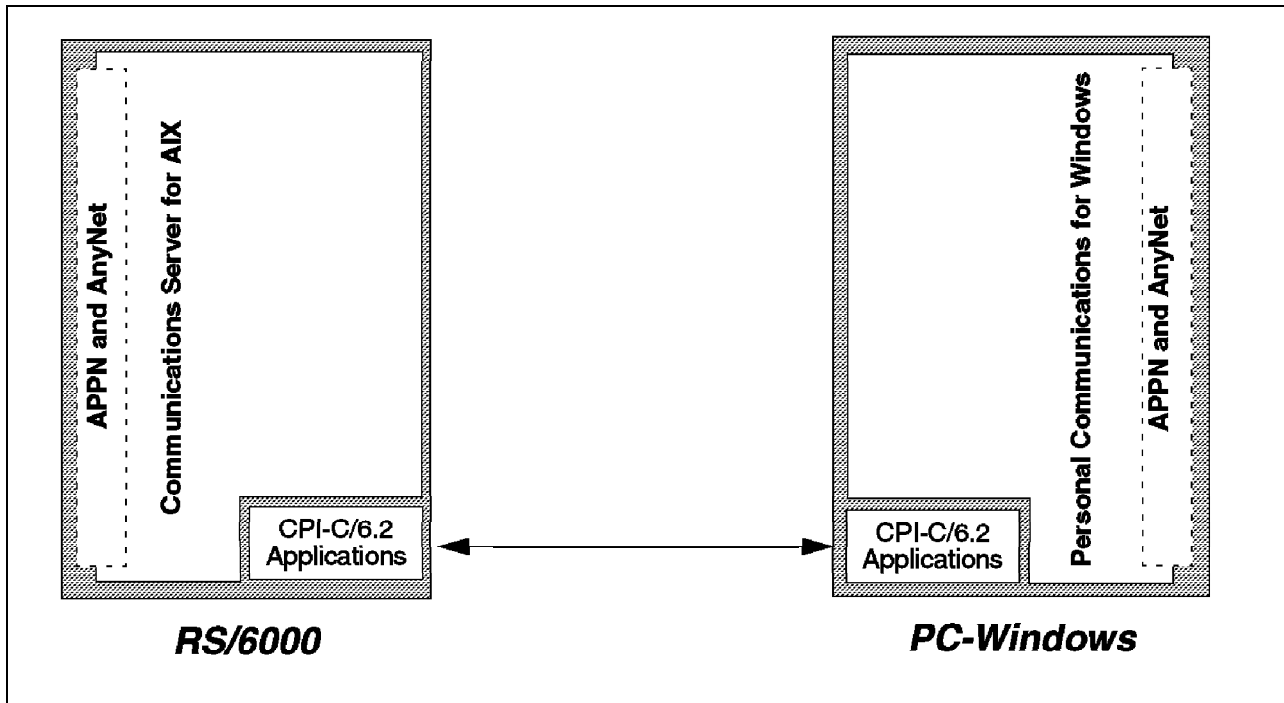 APPN and AnyNet
Communications Server for AIX
CPI-C/6.2
Applications
RS/6000
CPI-C/6.2
Applications
Personal Communications for Windows
APPN and AnyNet
PC-Windows